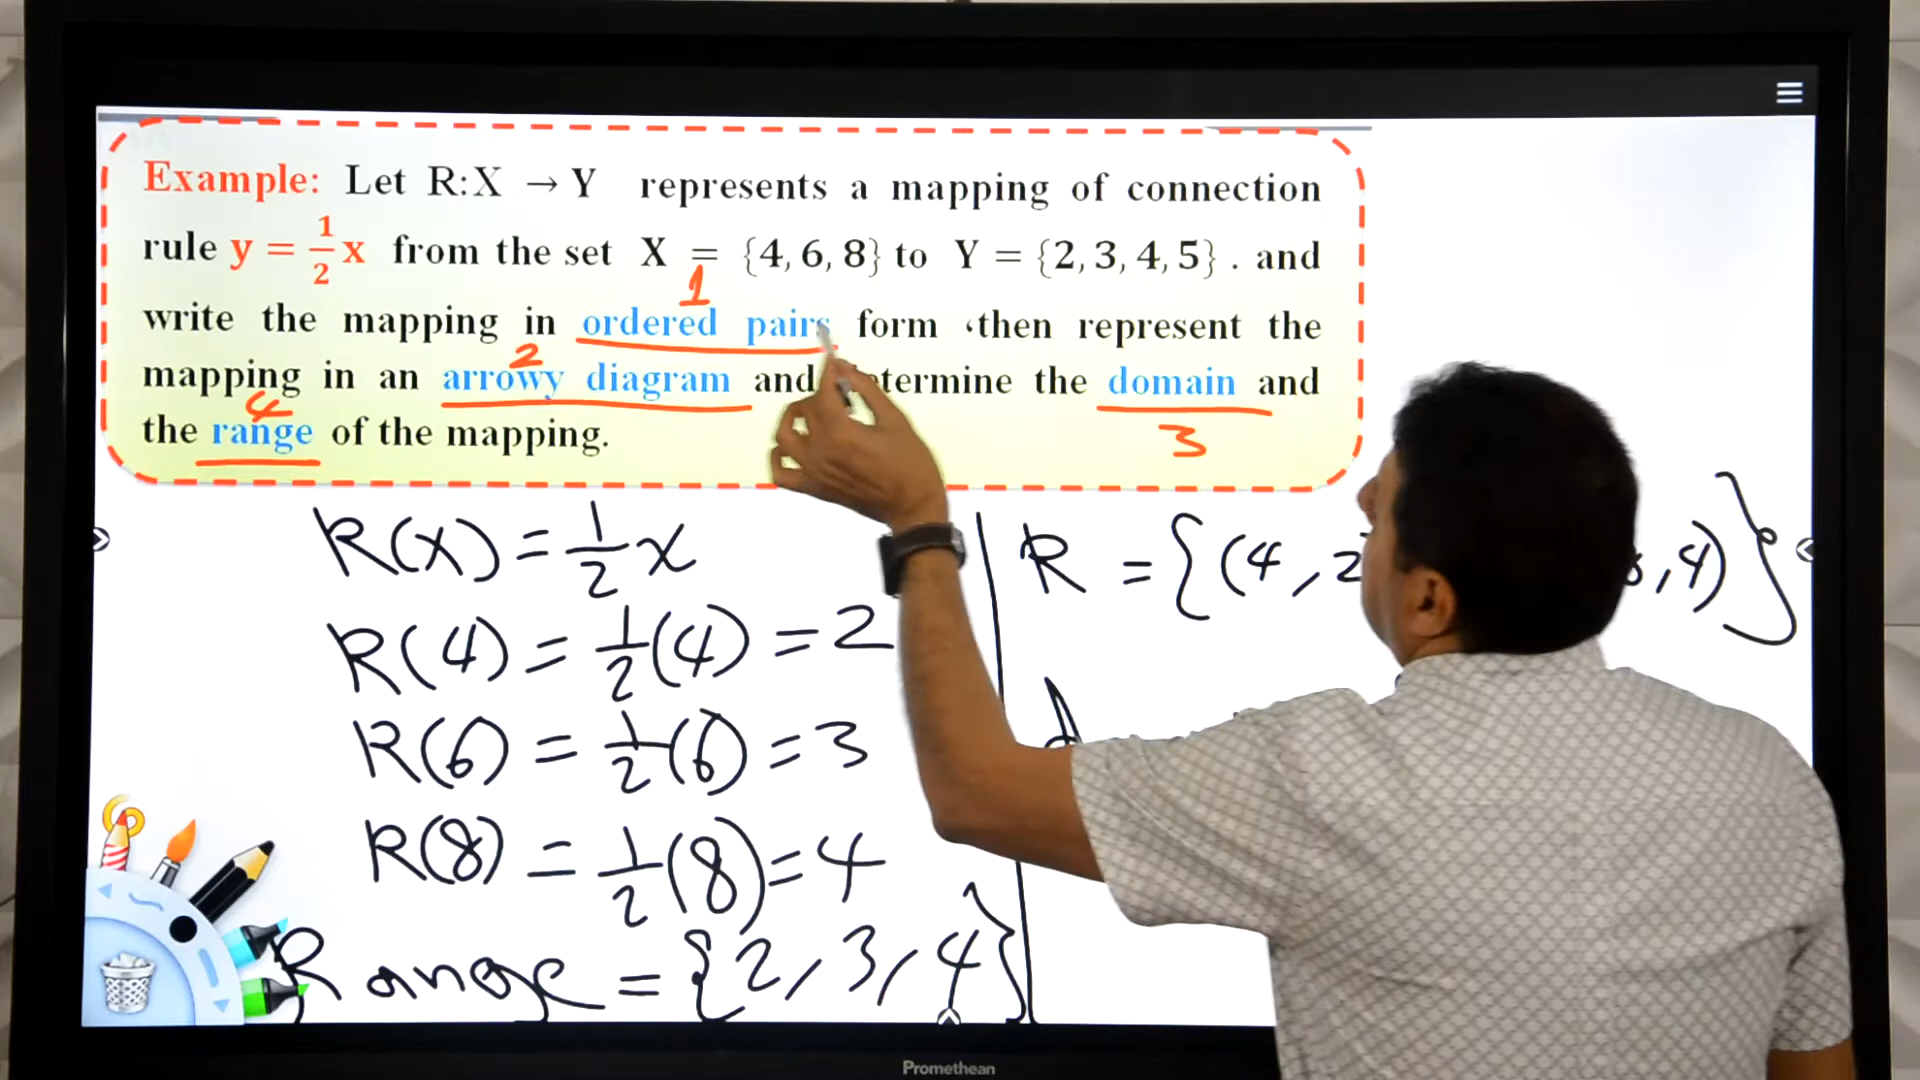 Example: Let R:X → Y represents a mapping of connection
rule y = 1/2 x from the set X = {4, 6, 8} to Y = {2, 3, 4, 5} . and
1
write the mapping in ordered pairs form ،then represent the
2
mapping in an arrowy diagram and determine the domain and
4
3
the range of the mapping.
R(x) = 1/2 x
R(4) = 1/2 (4) = 2
R(6) = 1/2 (6) = 3
R(8) = 1/2 (8) = 4
Range = {2, 3, 4}
R = {(4, 2 , 4)}
Promethean